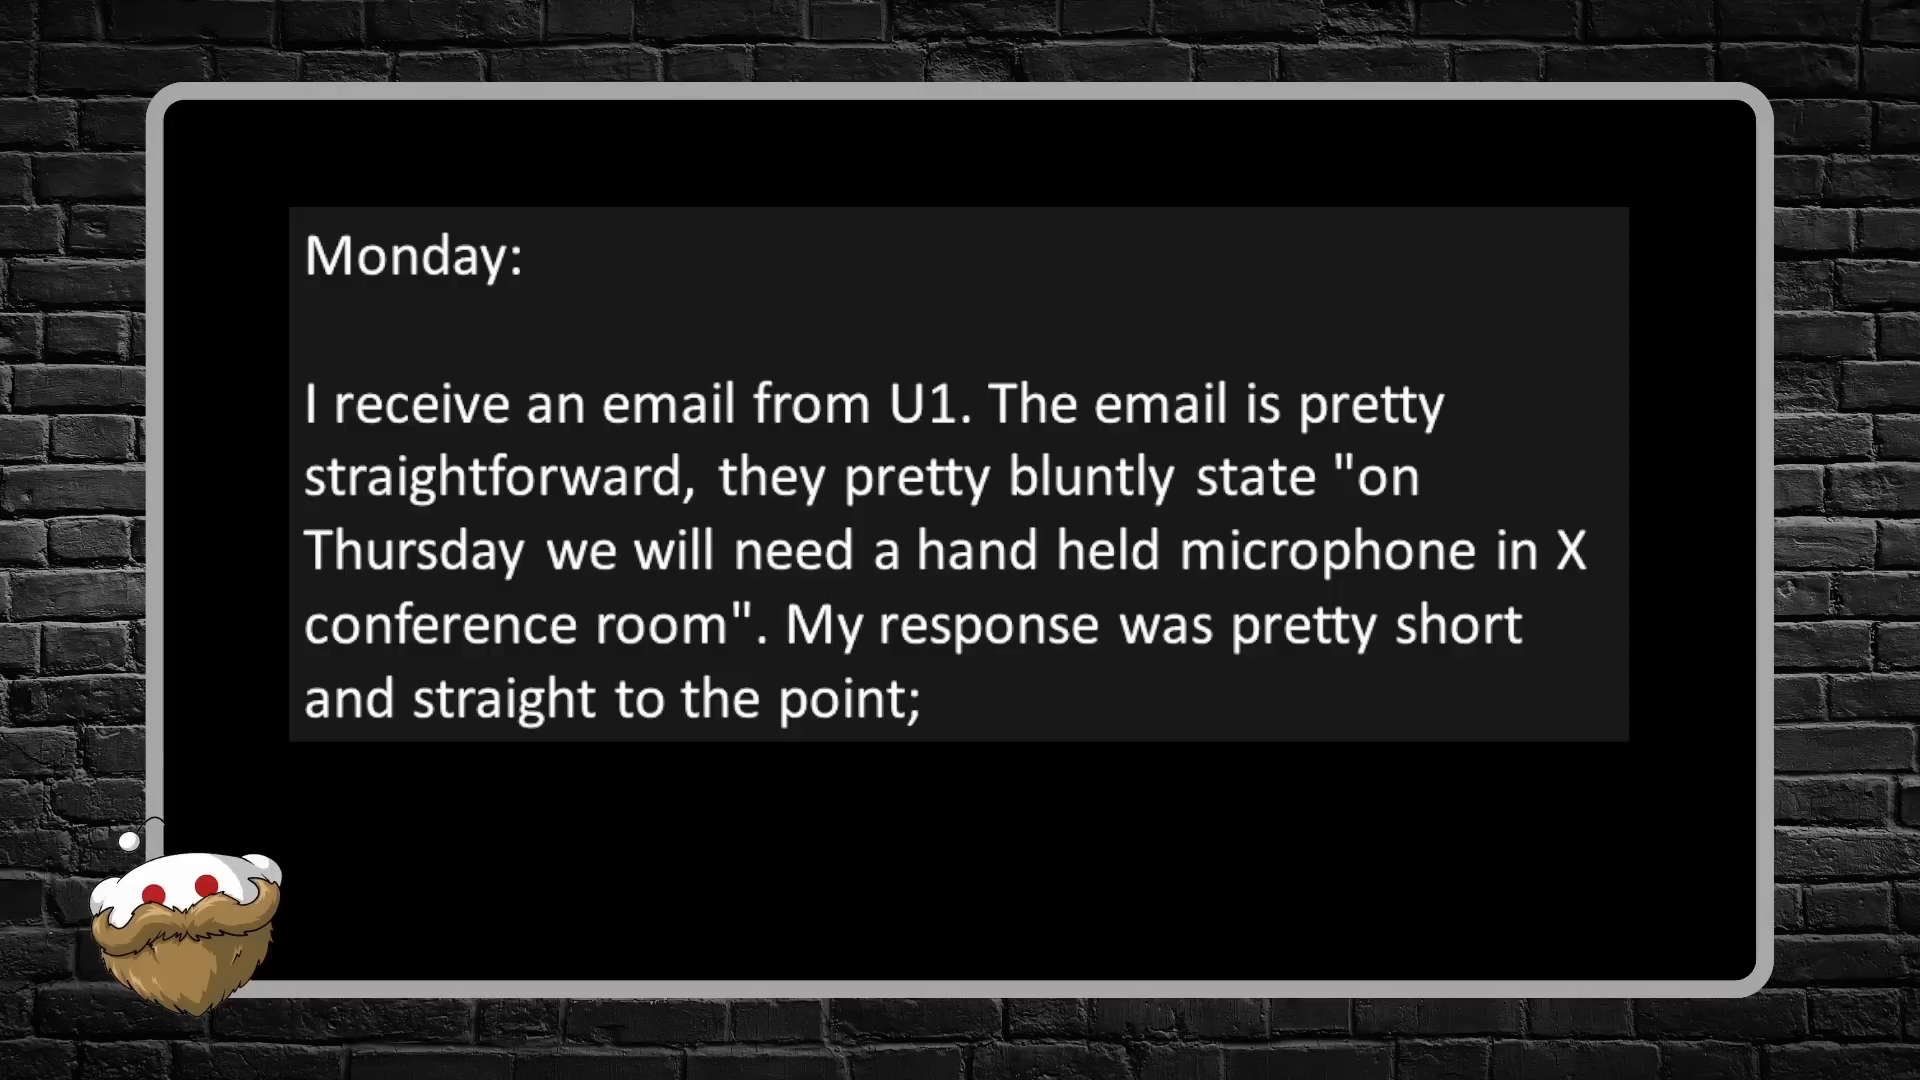 Monday:
I receive an email from U1. The email is pretty
straightforward, they pretty bluntly state "on
Thursday we will need a hand held microphone in X
conference room". My response was pretty short
and straight to the point;